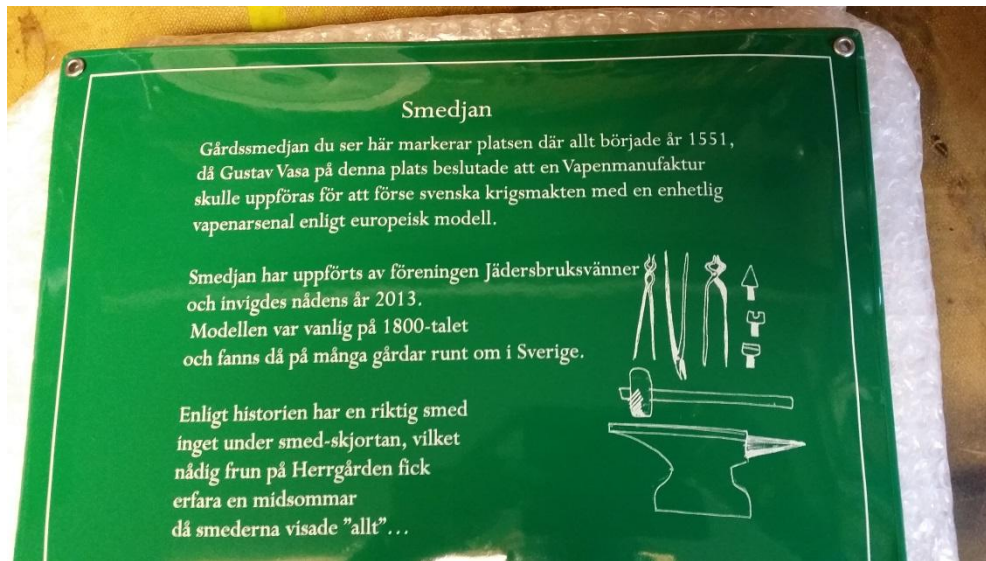 Smedjan
Gårdssmedjan du ser här markerar platsen där allt började år 1551,
då Gustav Vasa på denna plats beslutade att en Vapenmanufaktur
skulle uppföras för att förse svenska krigsmakten med en enhetlig
vapenarsenal enligt europeisk modell.
Smedjan har uppförts av föreningen Jädersbruksvänner
och invigdes nådens år 2013.
Modellen var vanlig på 1800-talet
och fanns då på många gårdar runt om i Sverige.
Enligt historien har en riktig smed
inget under smed-skjortan, vilket
nådig frun på Herrgården fick
erfara en midsommar
då smederna visade ”allt”...